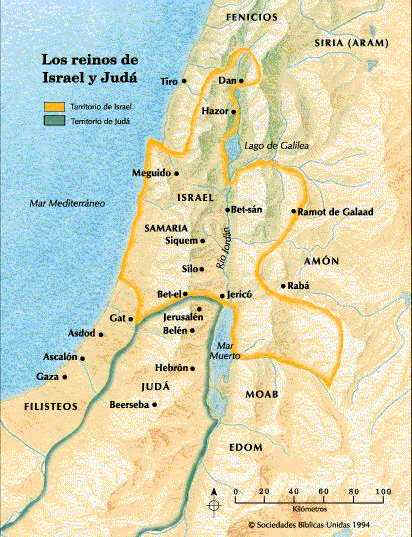 FENICIOS
SIRIA (ARAM)
Los reinos de
Israel y Judá
Tiro
Dan
Territorio de Israel
Territorio de Judá
Hazor
Lago de Galilea
Meguido
Mar Mediterráneo
ISRAEL
Bet-sán
Ramot de Galaad
SAMARIA
Siquem
Río Jordán
Silo
AMÓN
Rabá
Bet-el
Jericó
Gat
Jerusalén
Asdod
Belén
Mar
Muerto
Ascalón
Hebrón
Gaza
JUDÁ
MOAB
FILISTEOS
Beerseba
EDOM
0 20 40 60 80 100
Kilómetros
© Sociedades Bíblicas Unidas 1994